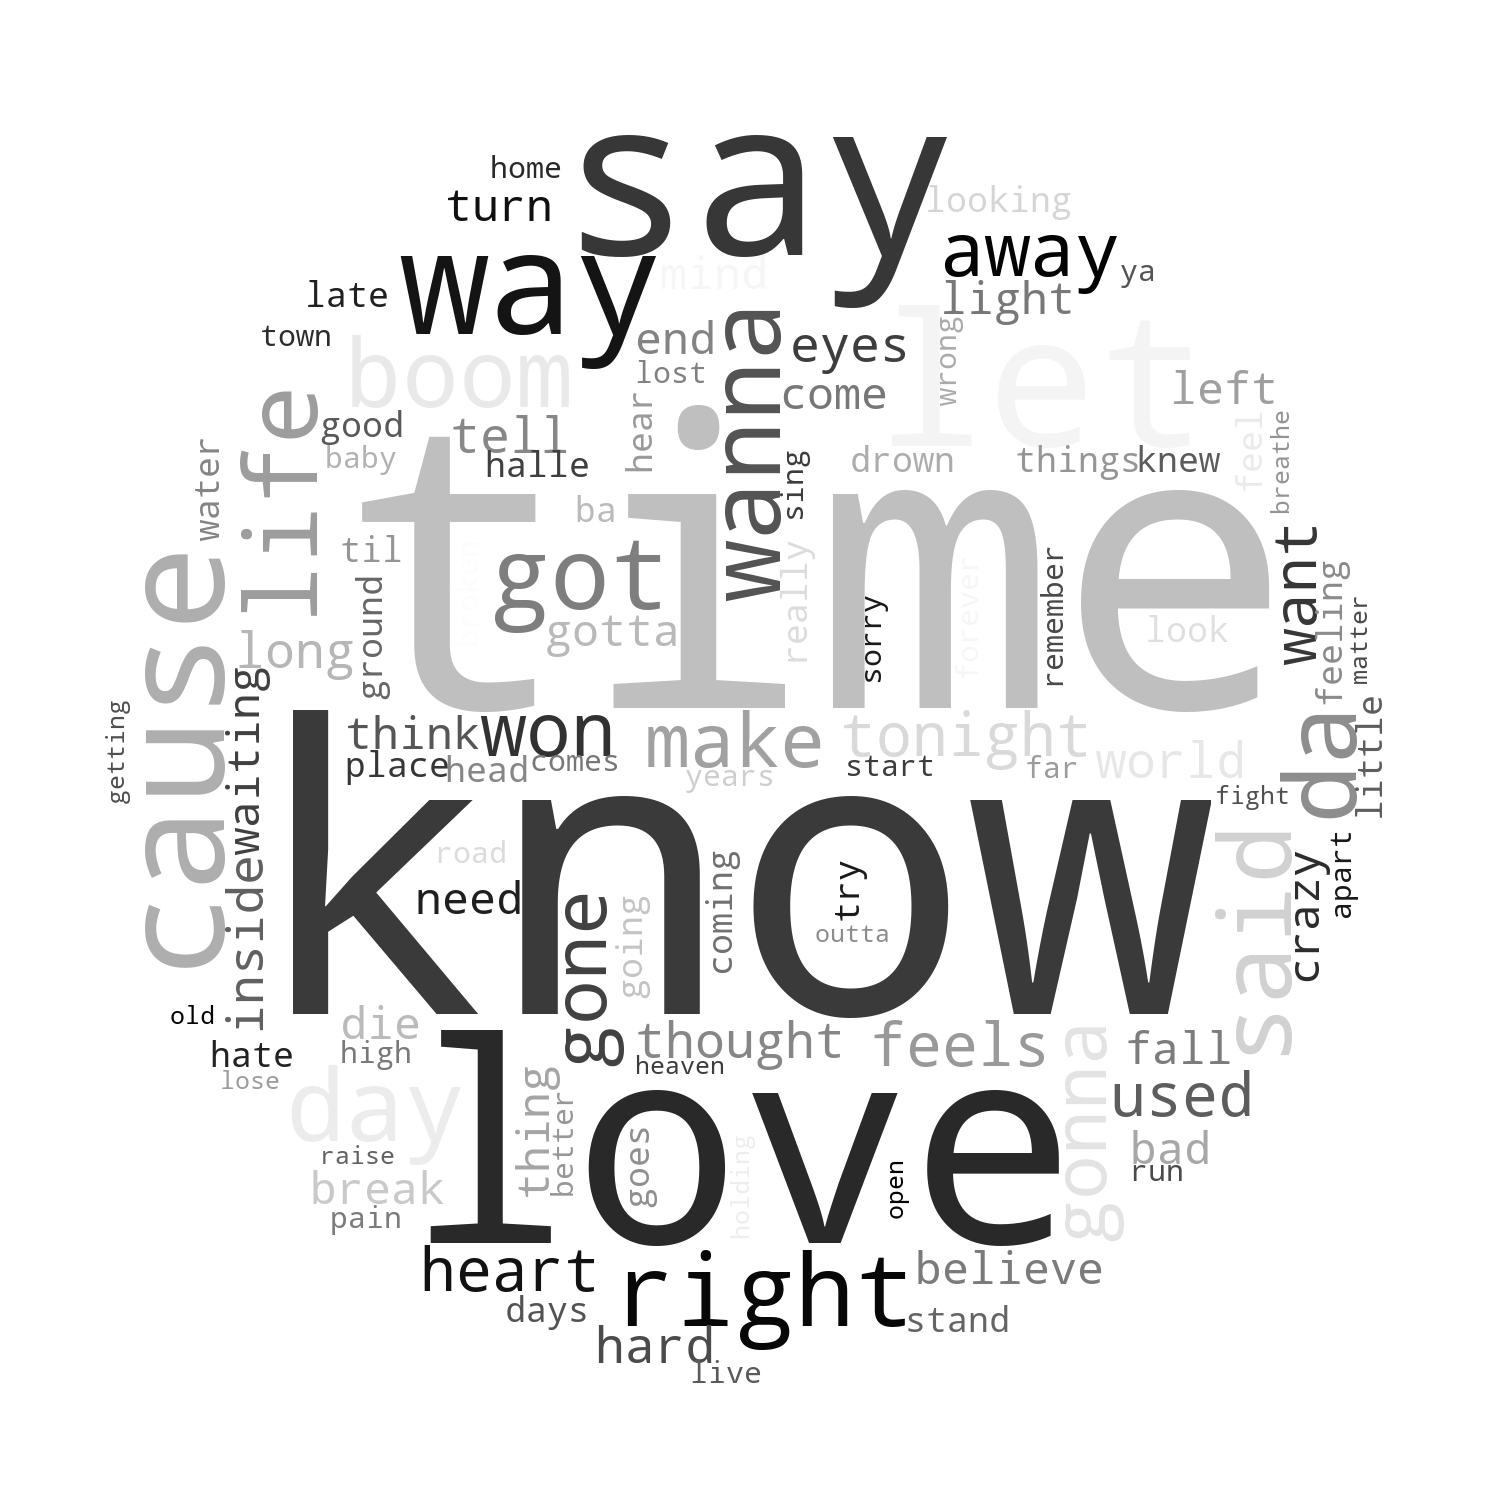 say
home
looking
turn
away
way
mind
ya
light
late
let
wanna
town
end
eyes
wrong
boom
lost
come
left
life
hear
good
tell
feel
breathe
baby
halle
time
sing
drown
things
knew
water
ba
want
til
got
broken
really
forever
remember
cause
feeling
ground
sorry
matter
long
gotta
look
waiting
getting
little
think
won
make
tonight
da
place
head
comes
years
start
far
world
know
fight
said
inside
road
need
gone
going
coming
try
outta
crazy
apart
old
die
thought
feels
fall
gonna
hate
high
heaven
lose
love
day
thing
better
used
raise
goes
holding
open
bad
run
break
pain
heart
right
believe
days
stand
hard
live